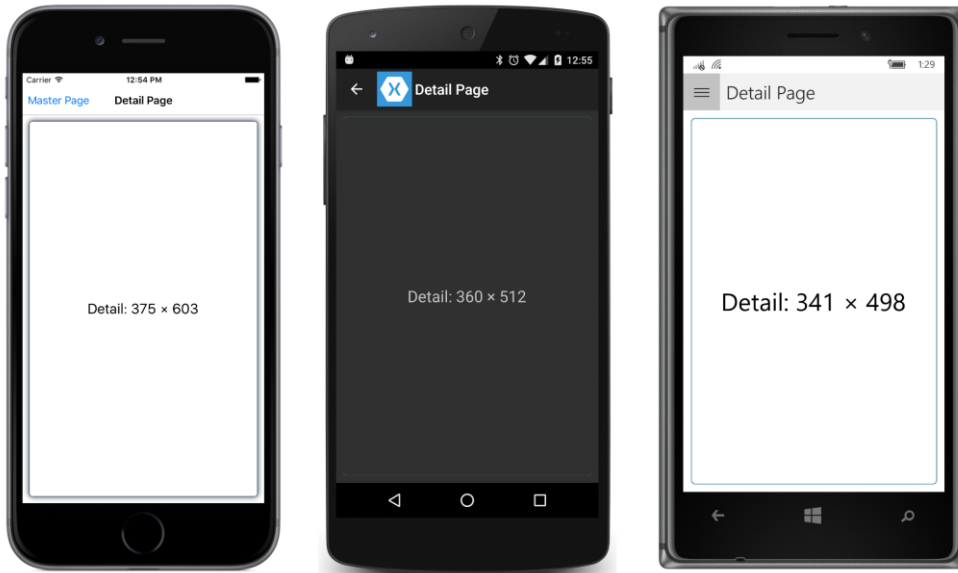 Carrier
12:54 PM
Master Page
Detail Page
Detail: 375 × 603
12:55
Detail Page
Detail: 360 × 512
1:29
Detail Page
Detail: 341 × 498